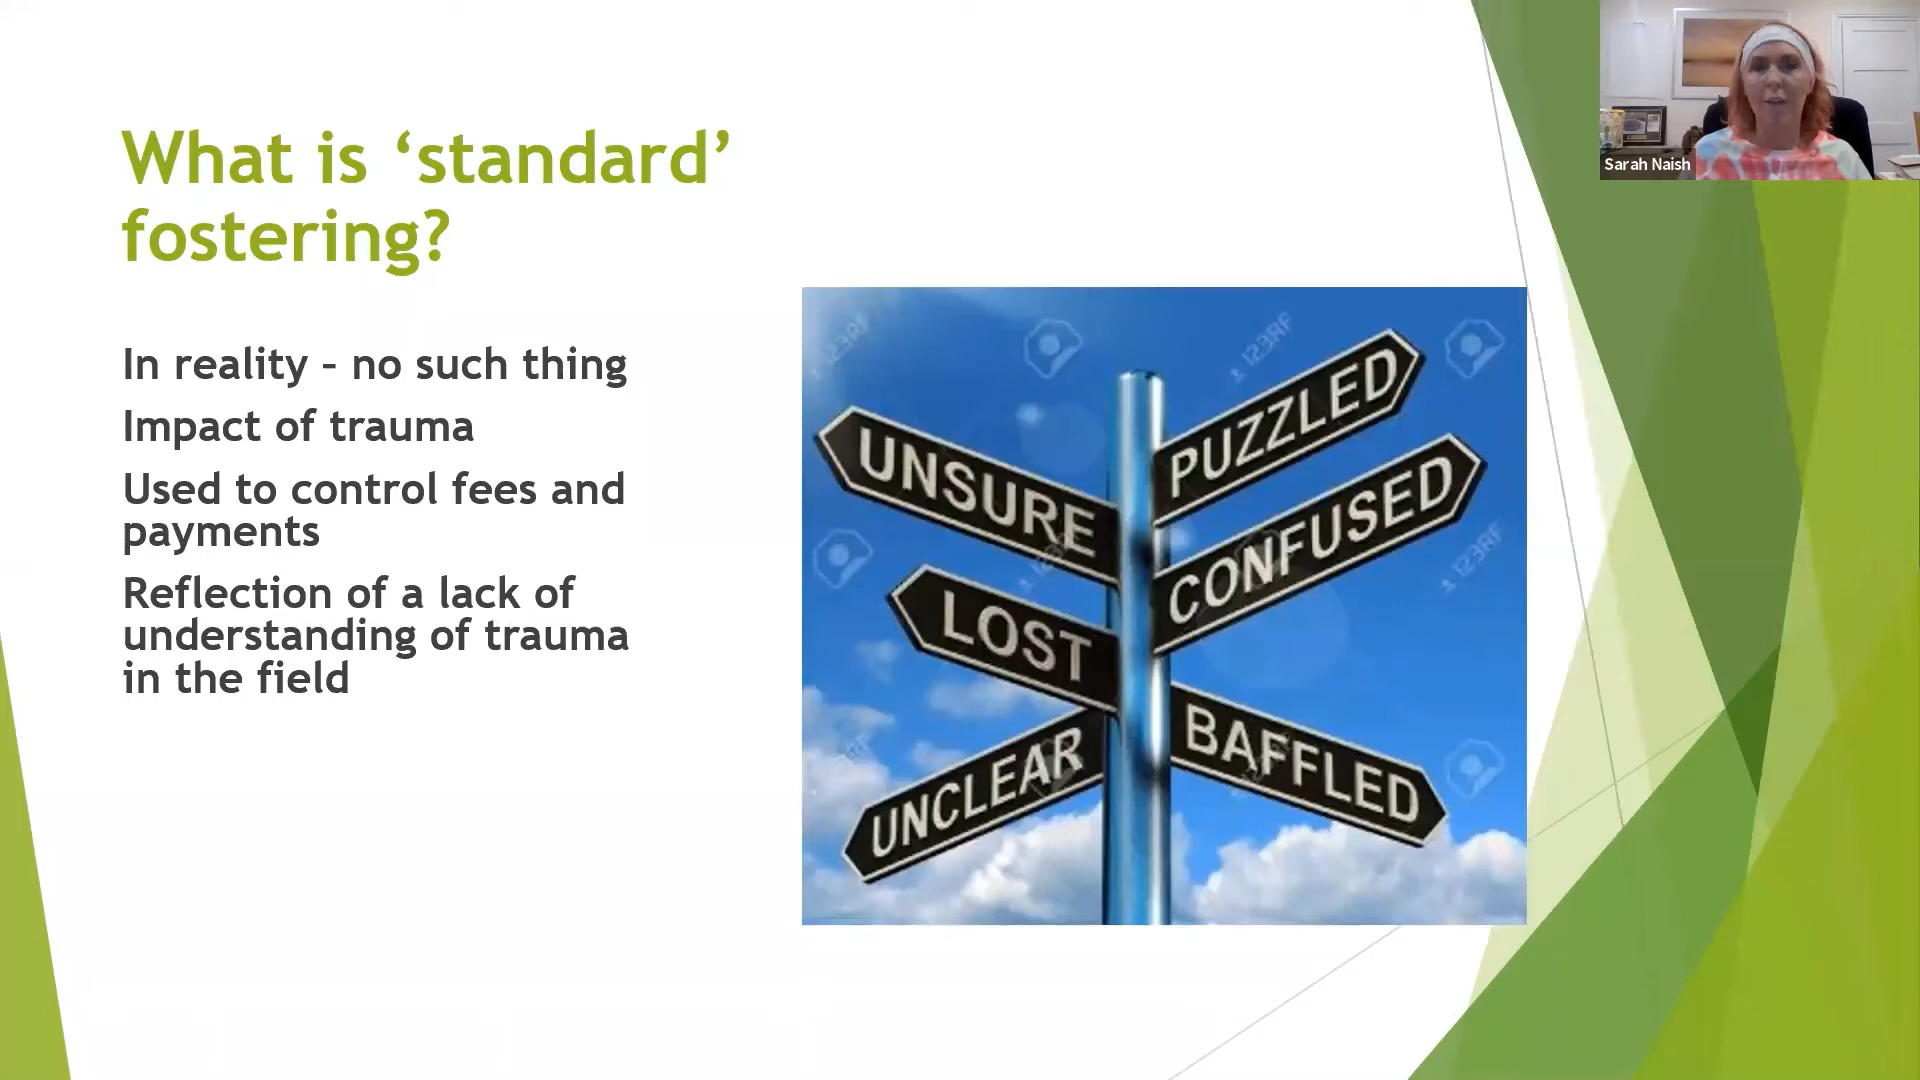 What is ‘standard’
fostering?
In reality – no such thing
Impact of trauma
Used to control fees and
payments
Reflection of a lack of
understanding of trauma
in the field
UNSURE
PUZZLED
CONFUSED
LOST
BAFFLED
UNCLEAR
Sarah Naish